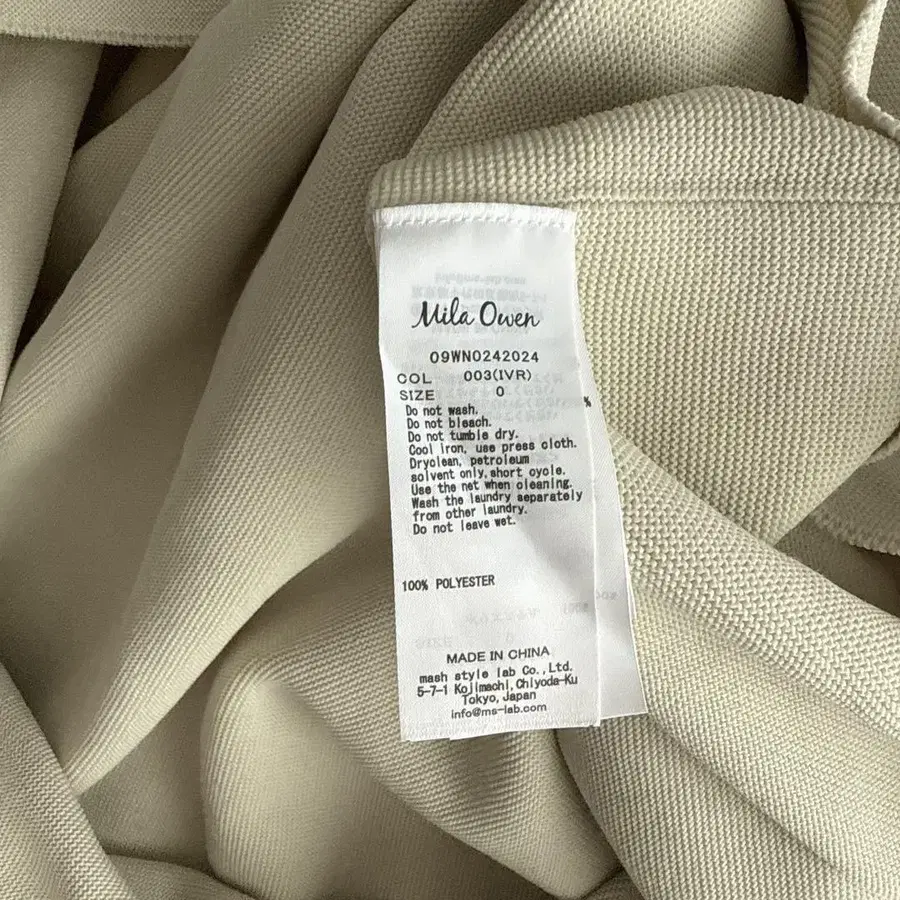 Mila Owen
09WN0242024
COL 003(IVR)
SIZE 0
Do not wash.
Do not bleach.
Do not tumble dry.
Cool iron, use press cloth.
Dryclean, petroleum
solvent only, short cycle.
Use the net when cleaning.
Wash the laundry separately
from other laundry.
Do not leave wet.
%
100% POLYESTER
MADE IN CHINA
mash style lab Co., Ltd.
5-7-1 Kojimachi, Chiyoda-Ku
Tokyo, Japan
info@ms-lab.com